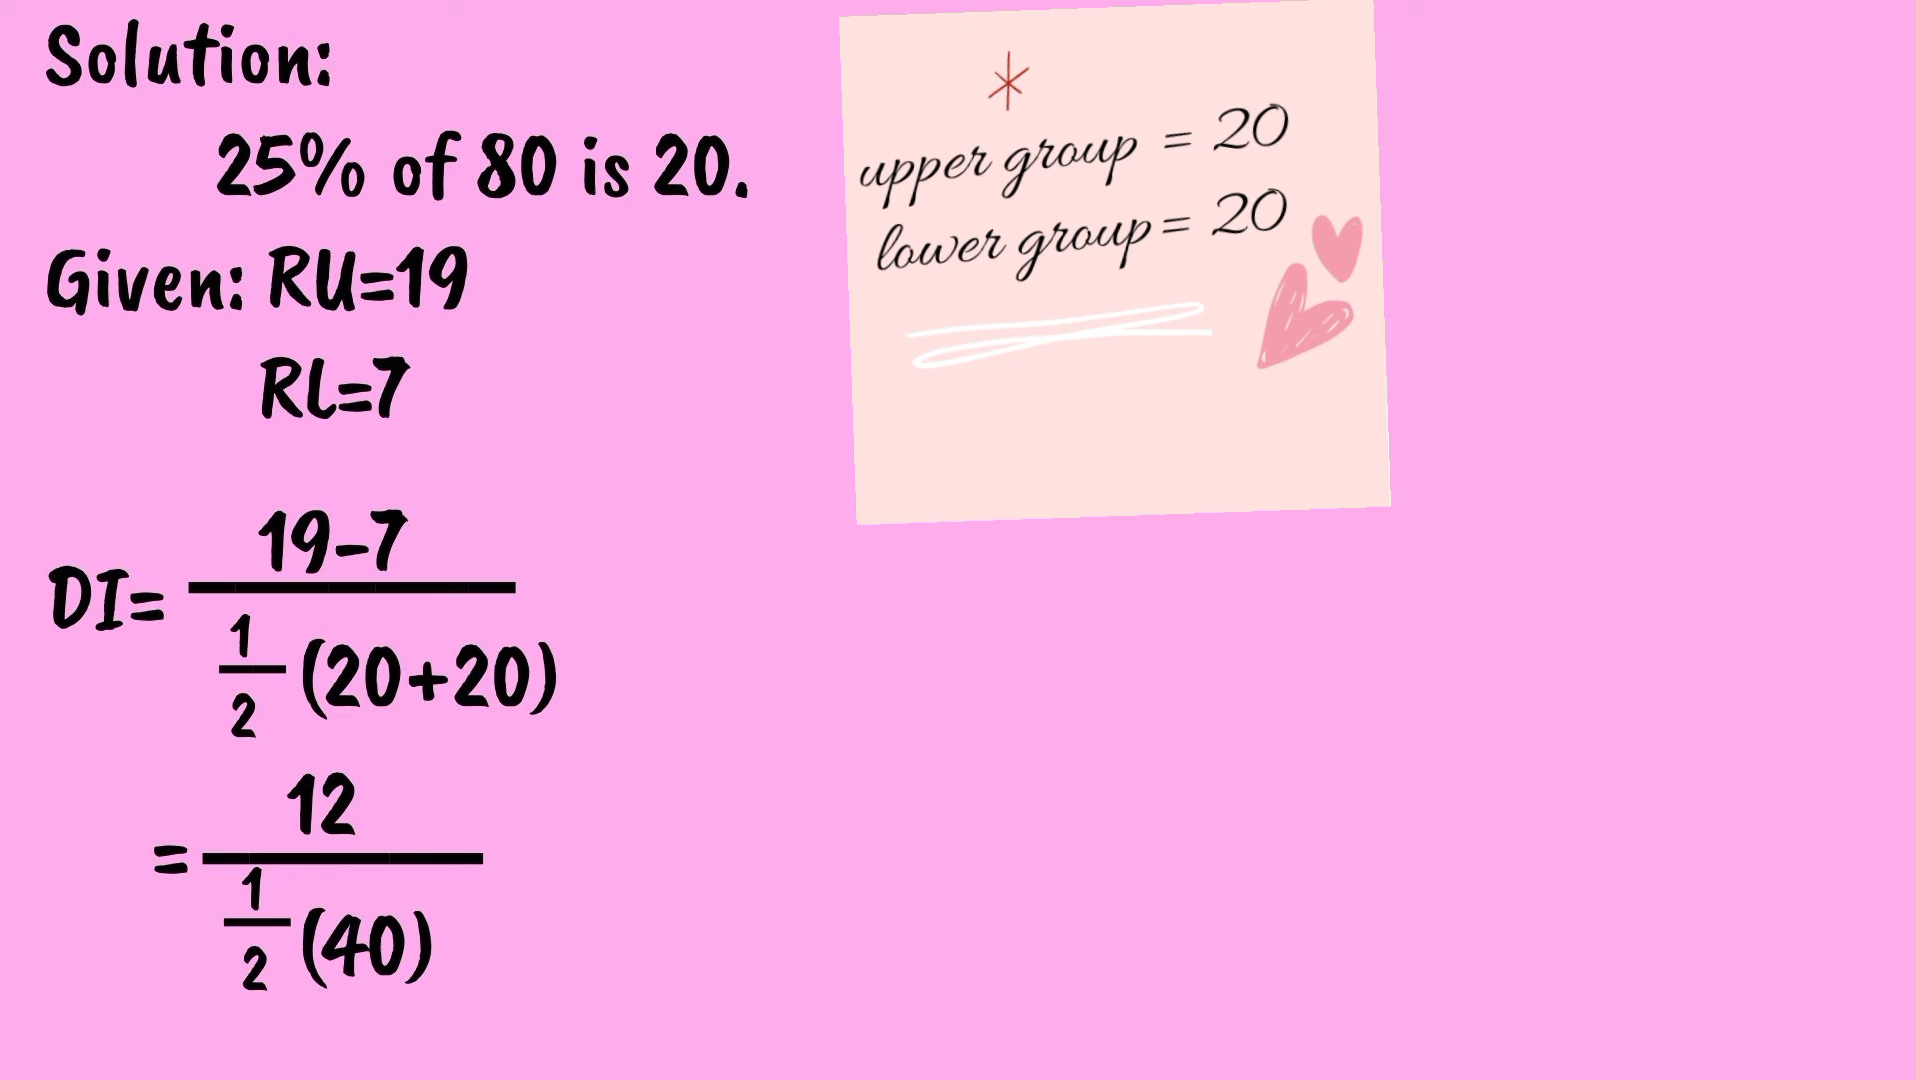 Solution:
25% of 80 is 20.
Given: RU=19
RL=7
DI= 19-7
1
2 (20+20)
= 12
1
2 (40)
*
upper group = 20
lower group = 20